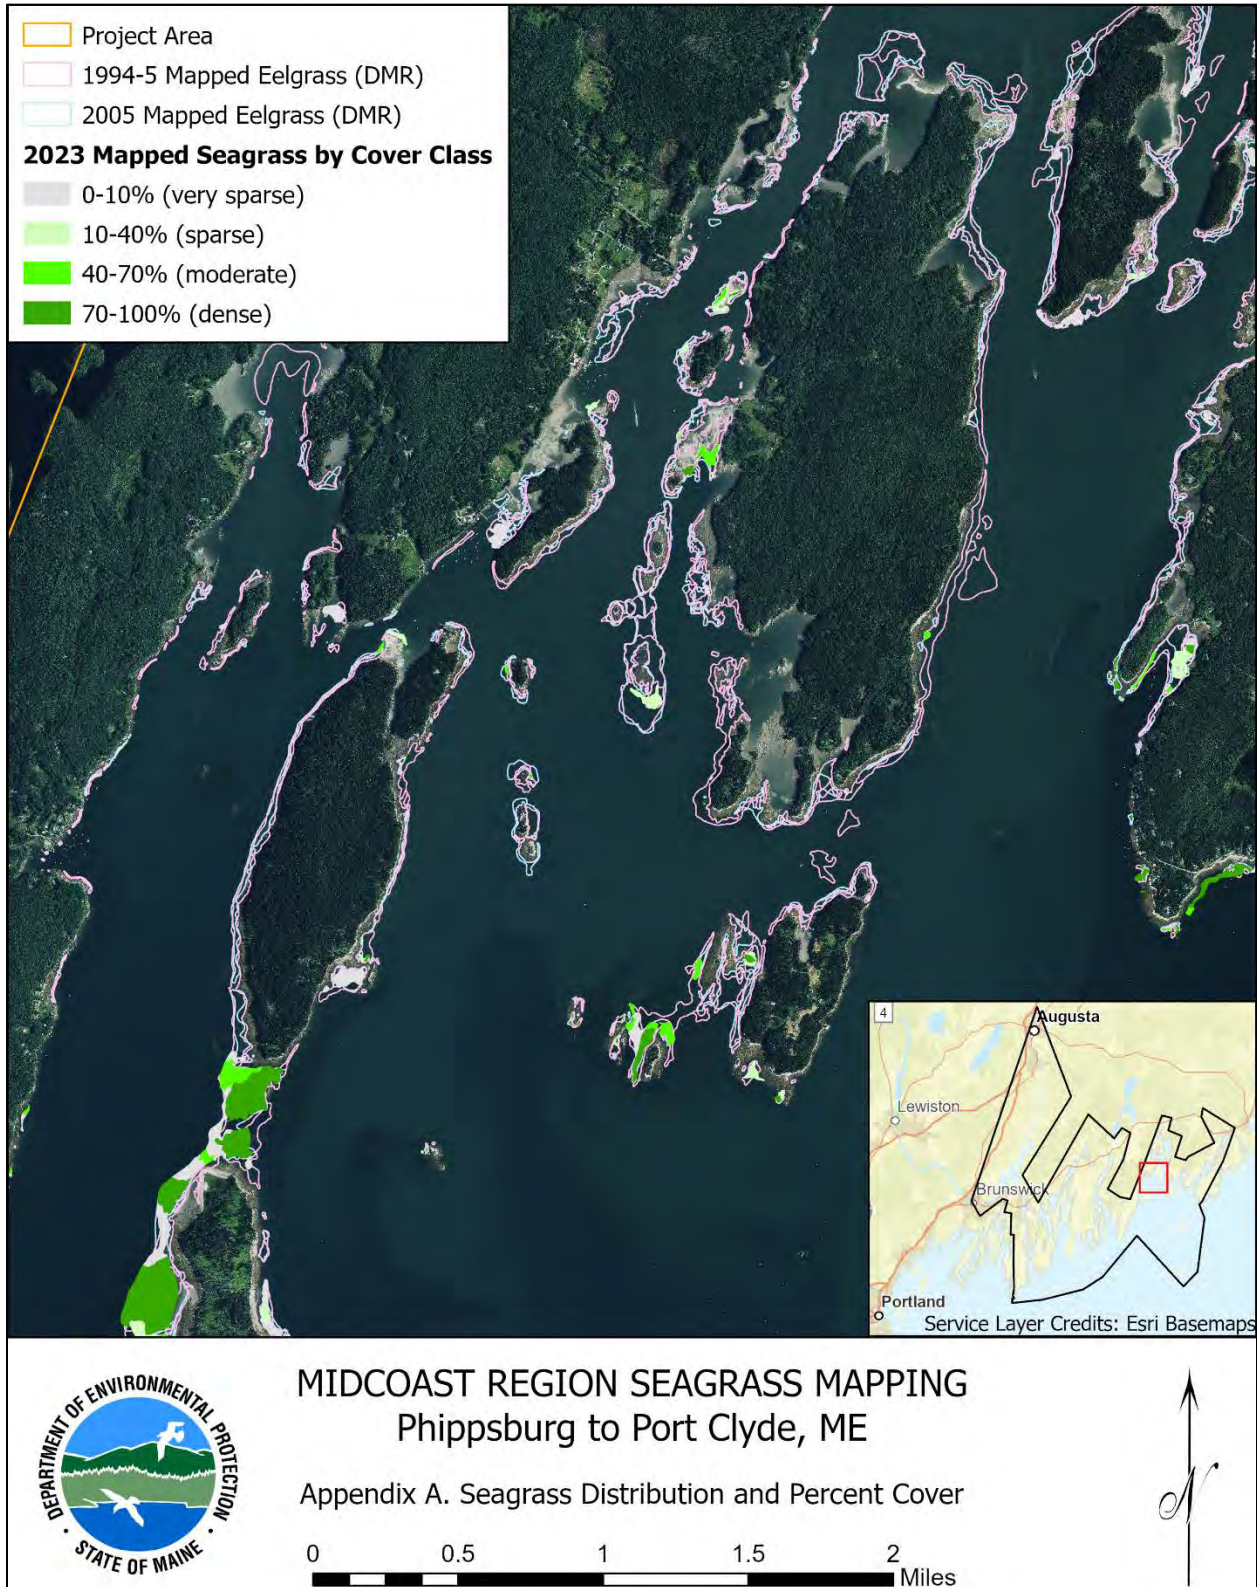 Project Area
1994-5 Mapped Eelgrass (DMR)
2005 Mapped Eelgrass (DMR)
2023 Mapped Seagrass by Cover Class
0-10% (very sparse)
10-40% (sparse)
40-70% (moderate)
70-100% (dense)
4
Augusta
Lewiston
Brunswick
Portland
Service Layer Credits: Esri Basemaps
DEPARTMENT OF ENVIRONMENTAL PROTECTION
STATE OF MAINE
MIDCOAST REGION SEAGRASS MAPPING
Phippsburg to Port Clyde, ME
Appendix A. Seagrass Distribution and Percent Cover
0 0.5 1 1.5 2
Miles
N